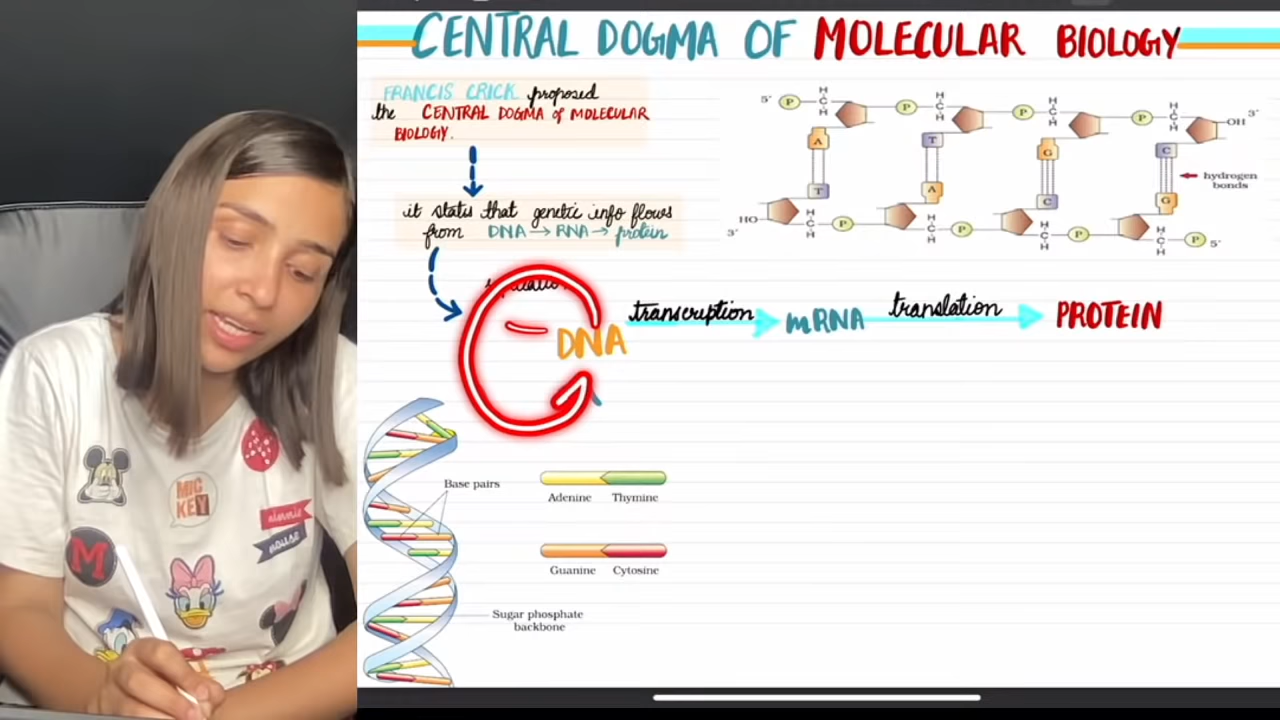 CENTRAL DOGMA OF MOLECULAR BIOLOGY
FRANCIS CRICK proposed
the CENTRAL DOGMA of MOLECULAR
BIOLOGY.
it states that genetic info flows
from DNA → RNA → protein
DNA
transcription
mRNA
translation
PROTEIN
5' P H C H P H C H P H C H P H C H OH 3'
A T G C
hydrogen
bonds
T A C G
HO H C H P H C H P H C H P H C H P 5'
3'
Base pairs
Adenine Thymine
Guanine Cytosine
Sugar phosphate
backbone
MIC
KEY
minnie
mouse
M